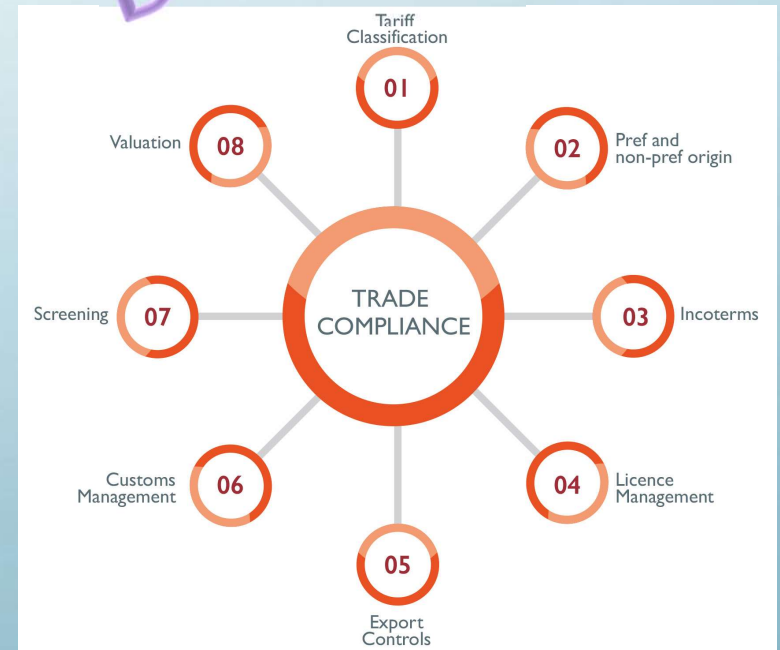 Tariff
Classification
01
02
Pref and
non-pref origin
03
Incoterms
04
Licence
Management
05
Export
Controls
06
Customs
Management
07
Screening
08
Valuation
TRADE
COMPLIANCE